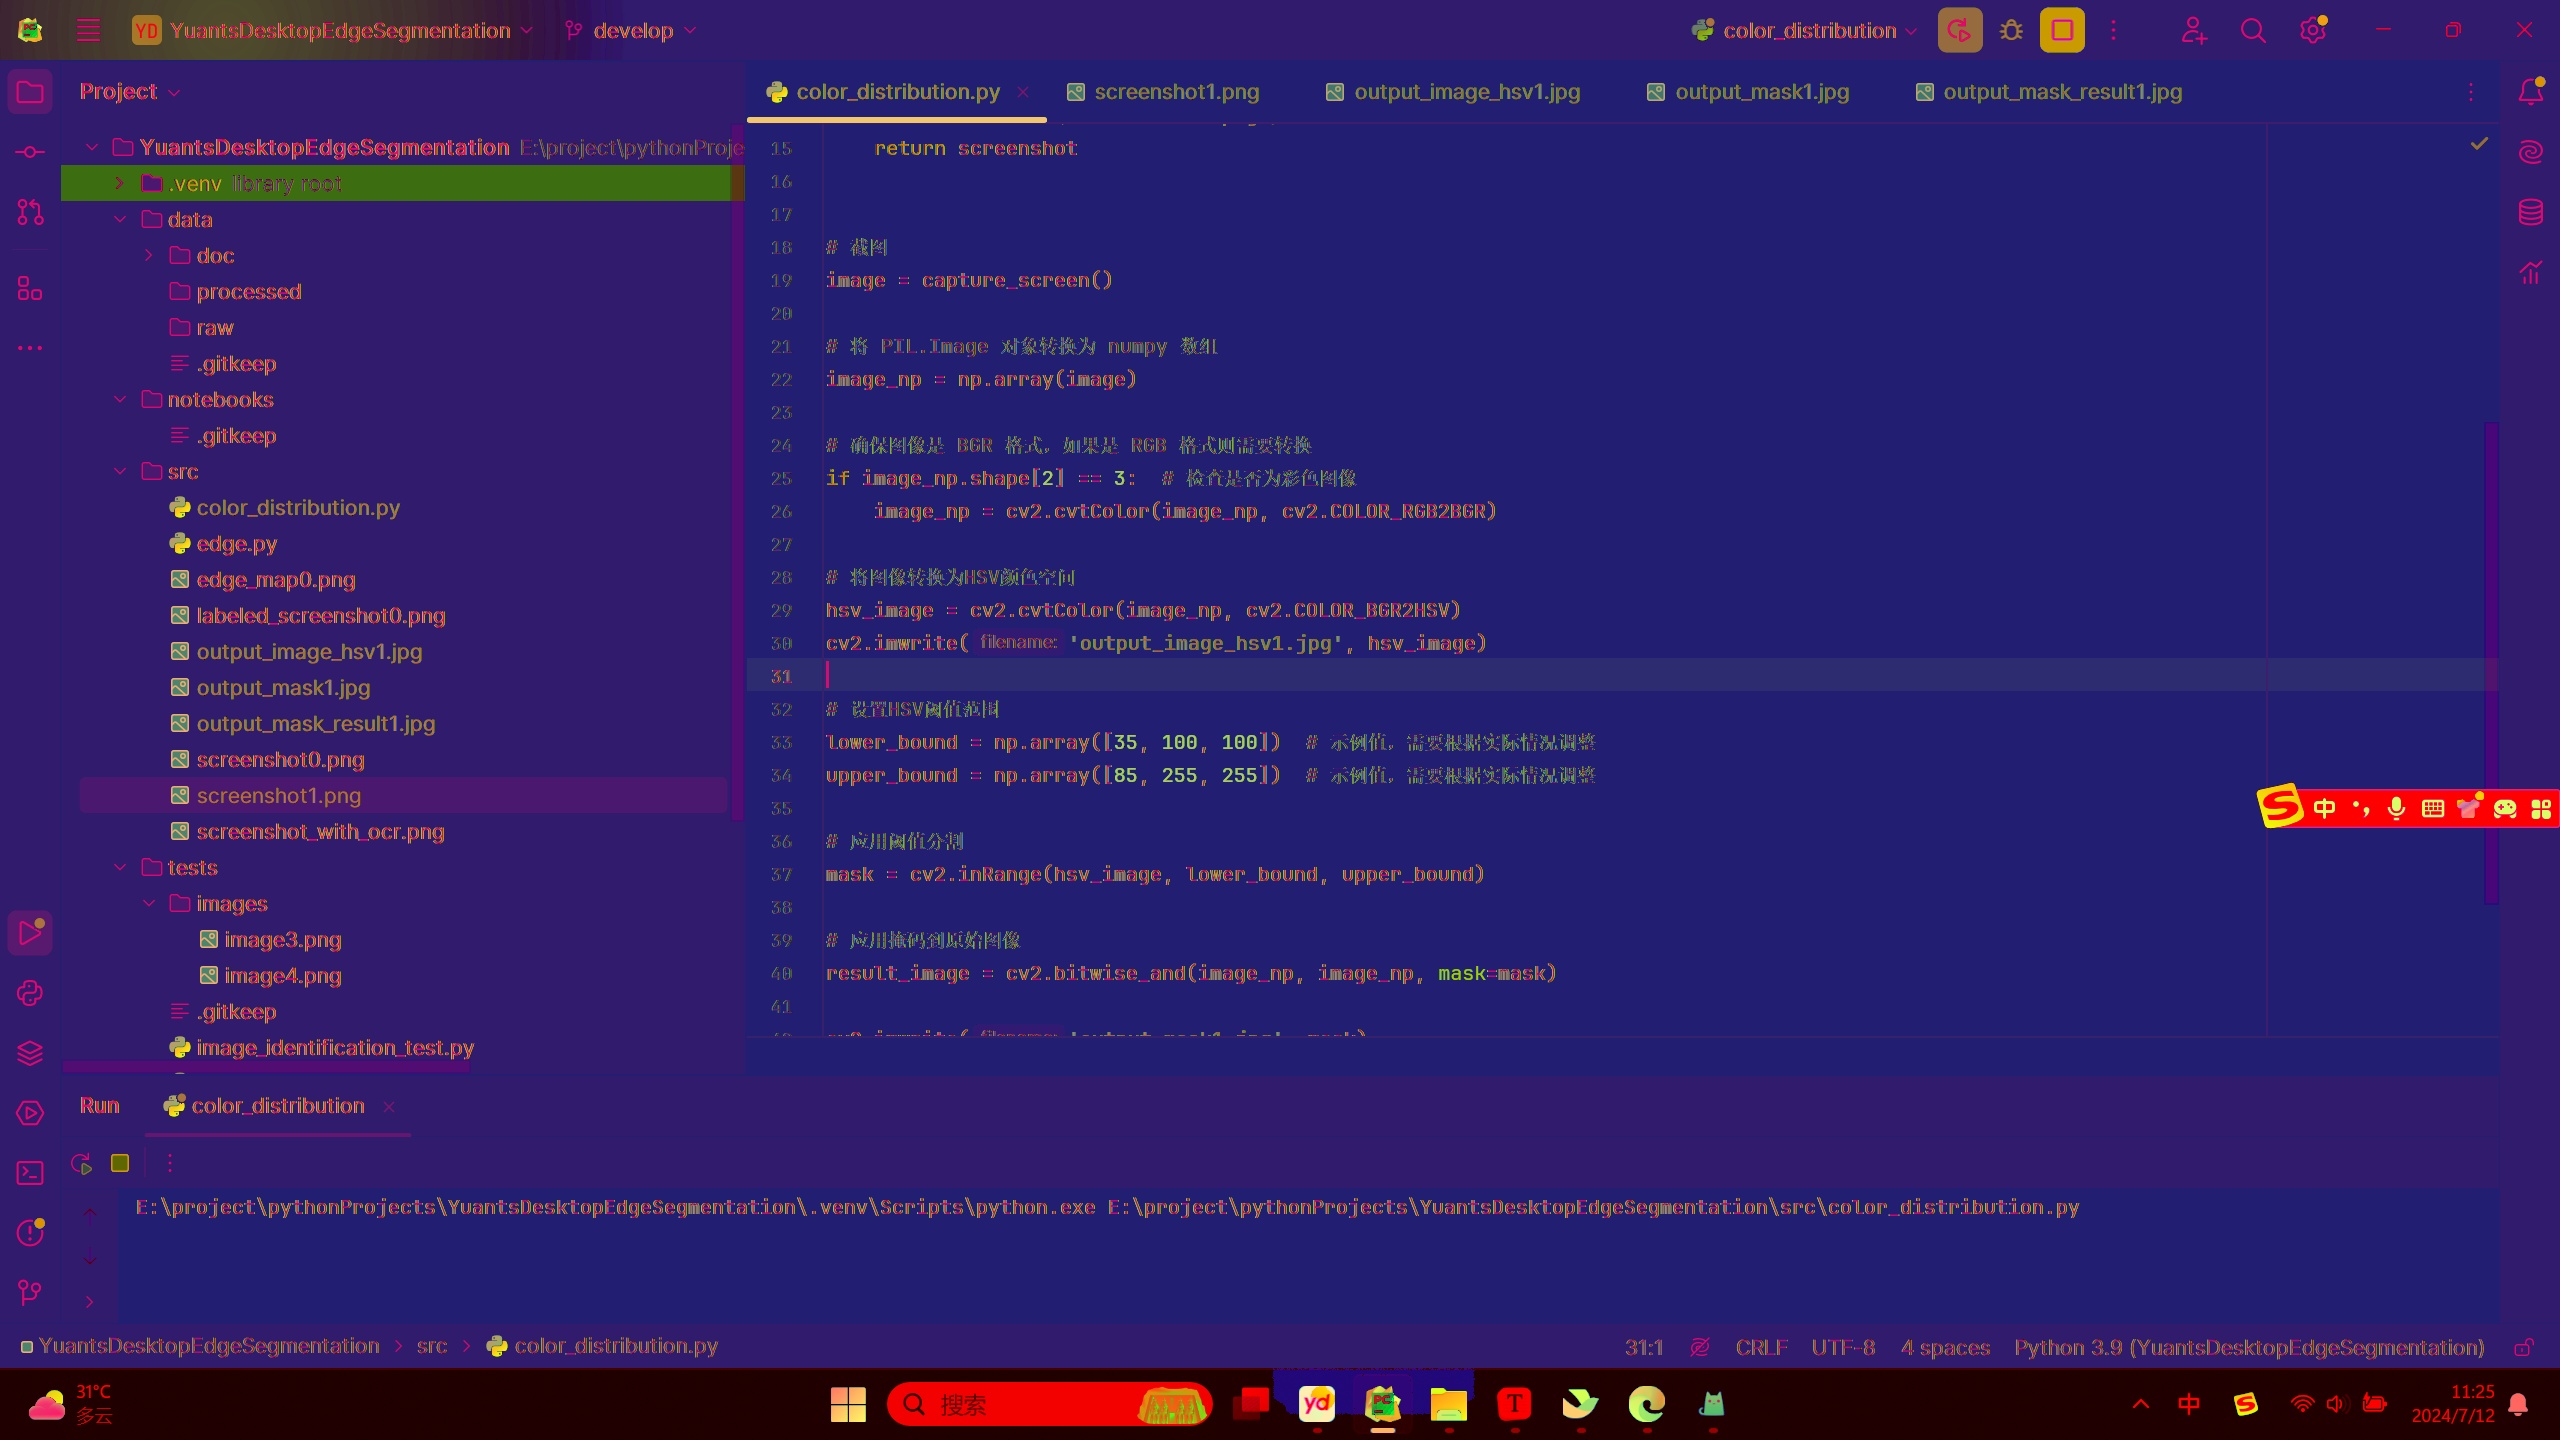 YD YuantsDesktopEdgeSegmentation develop color_distribution
Project
color_distribution.py screenshot1.png output_image_hsv1.jpg output_mask1.jpg output_mask_result1.jpg
YuantsDesktopEdgeSegmentation E:\project\pythonProje
.venv library root
data
doc
processed
raw
.gitkeep
notebooks
.gitkeep
src
color_distribution.py
edge.py
edge_map0.png
labeled_screenshot0.png
output_image_hsv1.jpg
output_mask1.jpg
output_mask_result1.jpg
screenshot0.png
screenshot1.png
screenshot_with_ocr.png
tests
images
image3.png
image4.png
.gitkeep
image_identification_test.py
15 return screenshot
16
17
18 # 截图
19 image = capture_screen()
20
21 # 将 PIL.Image 对象转换为 numpy 数组
22 image_np = np.array(image)
23
24 # 确保图像是 BGR 格式，如果是 RGB 格式则需要转换
25 if image_np.shape[2] == 3:  # 检查是否为彩色图像
26 image_np = cv2.cvtColor(image_np, cv2.COLOR_RGB2BGR)
27
28 # 将图像转换为HSV颜色空间
29 hsv_image = cv2.cvtColor(image_np, cv2.COLOR_BGR2HSV)
30 cv2.imwrite( filename: 'output_image_hsv1.jpg', hsv_image)
31
32 # 设置HSV阈值范围
33 lower_bound = np.array([35, 100, 100])  # 示例值，需要根据实际情况调整
34 upper_bound = np.array([85, 255, 255])  # 示例值，需要根据实际情况调整
35
36 # 应用阈值分割
37 mask = cv2.inRange(hsv_image, lower_bound, upper_bound)
38
39 # 应用掩码到原始图像
40 result_image = cv2.bitwise_and(image_np, image_np, mask=mask)
41
中
Run color_distribution
E:\project\pythonProjects\YuantsDesktopEdgeSegmentation\.venv\Scripts\python.exe E:\project\pythonProjects\YuantsDesktopEdgeSegmentation\src\color_distribution.py
YuantsDesktopEdgeSegmentation > src > color_distribution.py 31:1 CRLF UTF-8 4 spaces Python 3.9 (YuantsDesktopEdgeSegmentation)
31°C
多云
搜索
yd
PC
T
中
11:25
2024/7/12